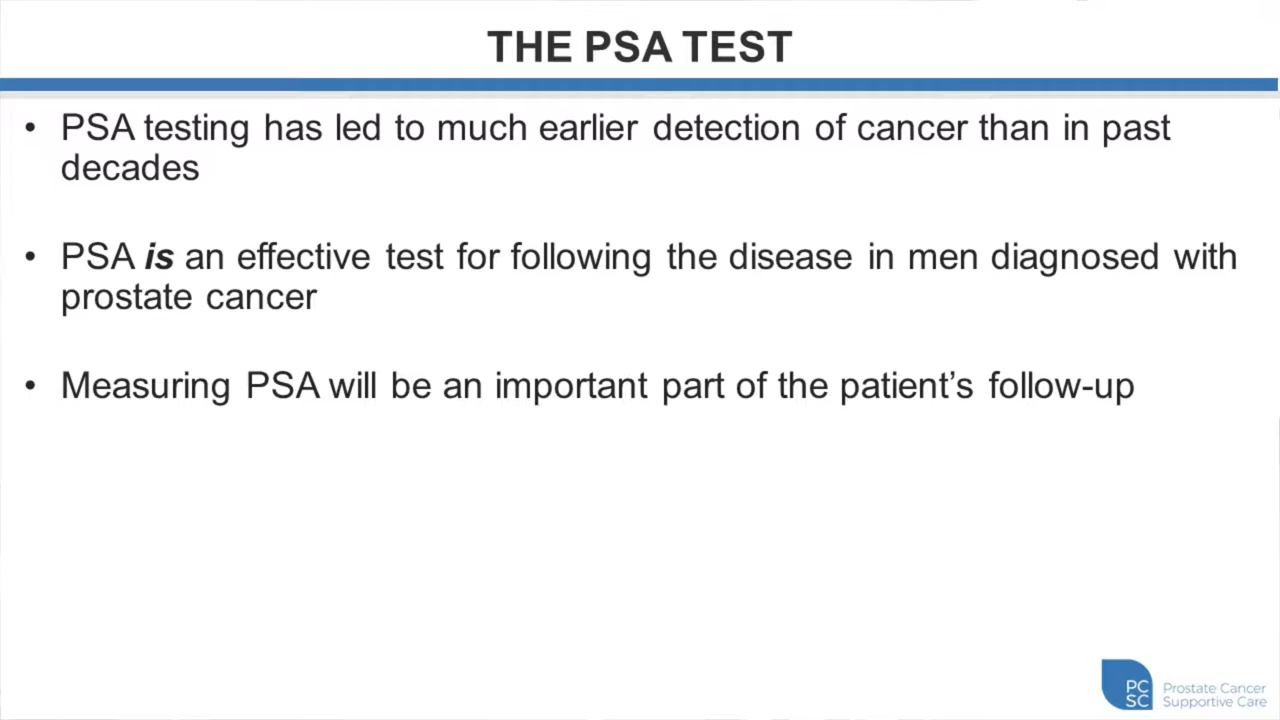 THE PSA TEST
• PSA testing has led to much earlier detection of cancer than in past
decades
• PSA is an effective test for following the disease in men diagnosed with
prostate cancer
• Measuring PSA will be an important part of the patient’s follow-up
PC
SC
Prostate Cancer
Supportive Care